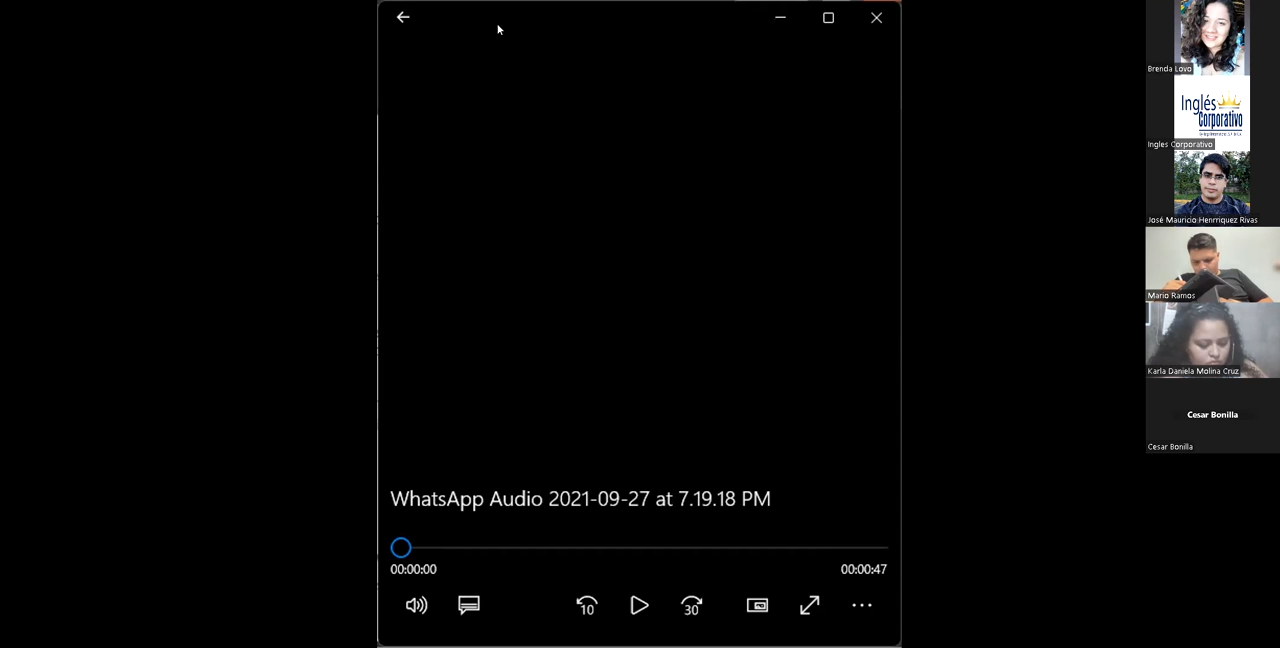 WhatsApp Audio 2021-09-27 at 7.19.18 PM
00:00:00
00:00:47
10
30
Brenda Lovo
Inglés
Corporativo
Ingles Corporativo
José Mauricio Henrriquez Rivas
Mario Ramos
Karla Daniela Molina Cruz
Cesar Bonilla
Cesar Bonilla